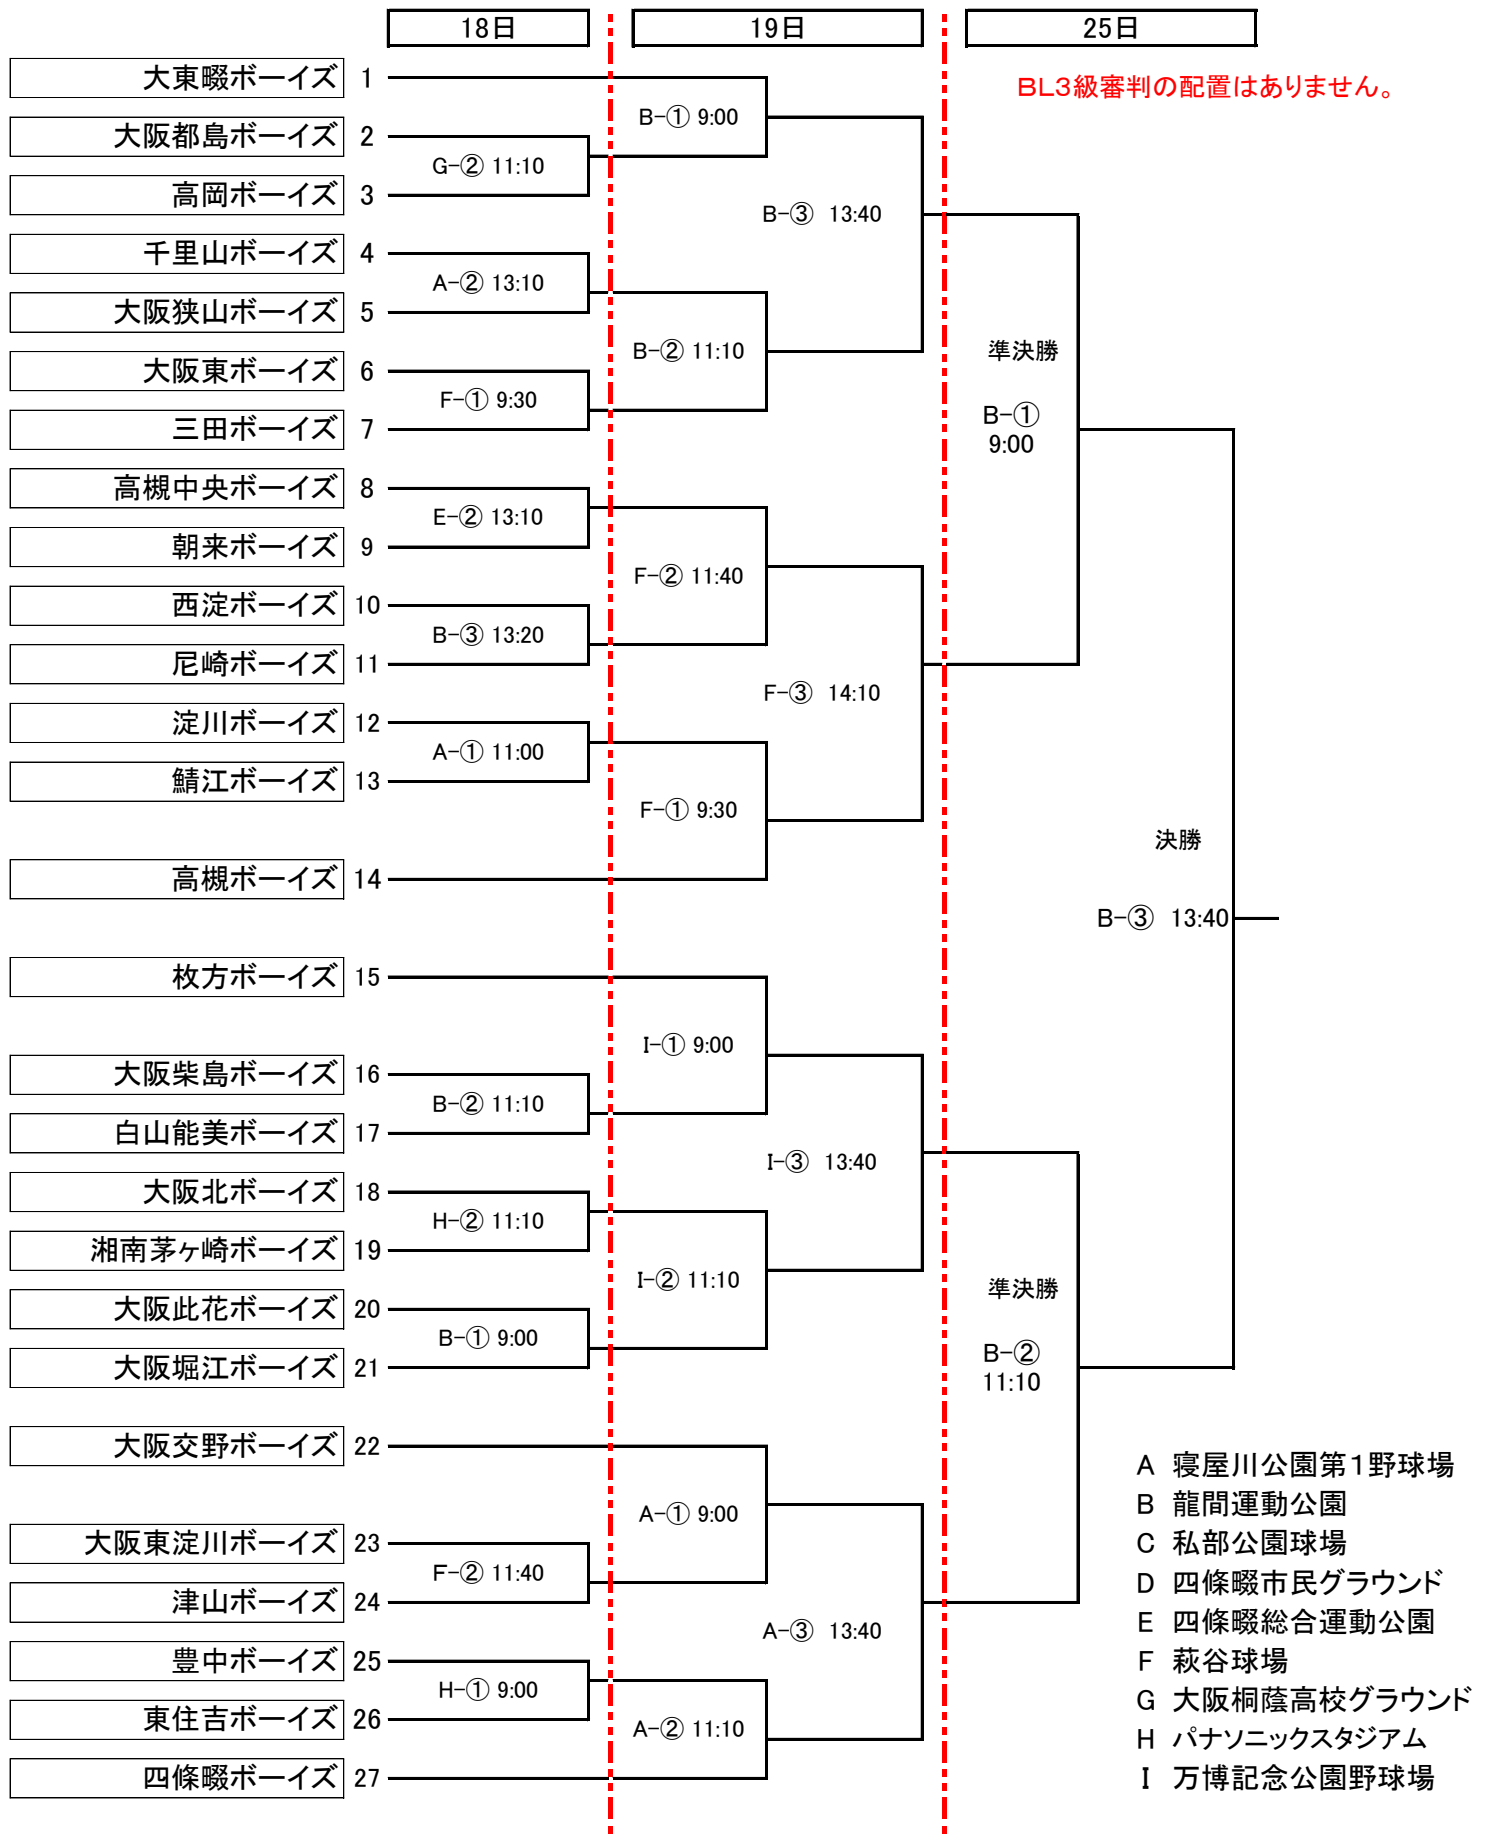 18日 19日 25日
BL3級審判の配置はありません。
大東畷ボーイズ 1
B-① 9:00
大阪都島ボーイズ 2
G-② 11:10
高岡ボーイズ 3
B-③ 13:40
千里山ボーイズ 4
A-② 13:10
大阪狭山ボーイズ 5
B-② 11:10
準決勝
大阪東ボーイズ 6
F-① 9:30
B-①
9:00
三田ボーイズ 7
高槻中央ボーイズ 8
E-② 13:10
朝来ボーイズ 9
F-② 11:40
西淀ボーイズ 10
B-③ 13:20
尼崎ボーイズ 11
F-③ 14:10
淀川ボーイズ 12
A-① 11:00
鯖江ボーイズ 13
F-① 9:30
決勝
高槻ボーイズ 14
B-③ 13:40
枚方ボーイズ 15
I-① 9:00
大阪柴島ボーイズ 16
B-② 11:10
白山能美ボーイズ 17
I-③ 13:40
大阪北ボーイズ 18
H-② 11:10
湘南茅ヶ崎ボーイズ 19
I-② 11:10
準決勝
大阪此花ボーイズ 20
B-① 9:00
B-②
11:10
大阪堀江ボーイズ 21
大阪交野ボーイズ 22
A-① 9:00
大阪東淀川ボーイズ 23
F-② 11:40
津山ボーイズ 24
A-③ 13:40
豊中ボーイズ 25
H-① 9:00
東住吉ボーイズ 26
A-② 11:10
四條畷ボーイズ 27
A 寝屋川公園第1野球場
B 龍間運動公園
C 私部公園球場
D 四條畷市民グラウンド
E 四條畷総合運動公園
F 萩谷球場
G 大阪桐蔭高校グラウンド
H パナソニックスタジアム
I 万博記念公園野球場